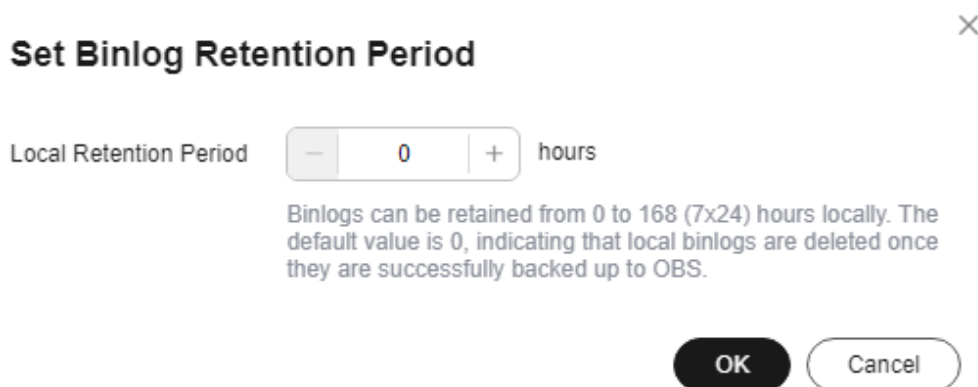 Set Binlog Retention Period
Local Retention Period 0 hours
Binlogs can be retained from 0 to 168 (7x24) hours locally. The
default value is 0, indicating that local binlogs are deleted once
they are successfully backed up to OBS.
OK Cancel